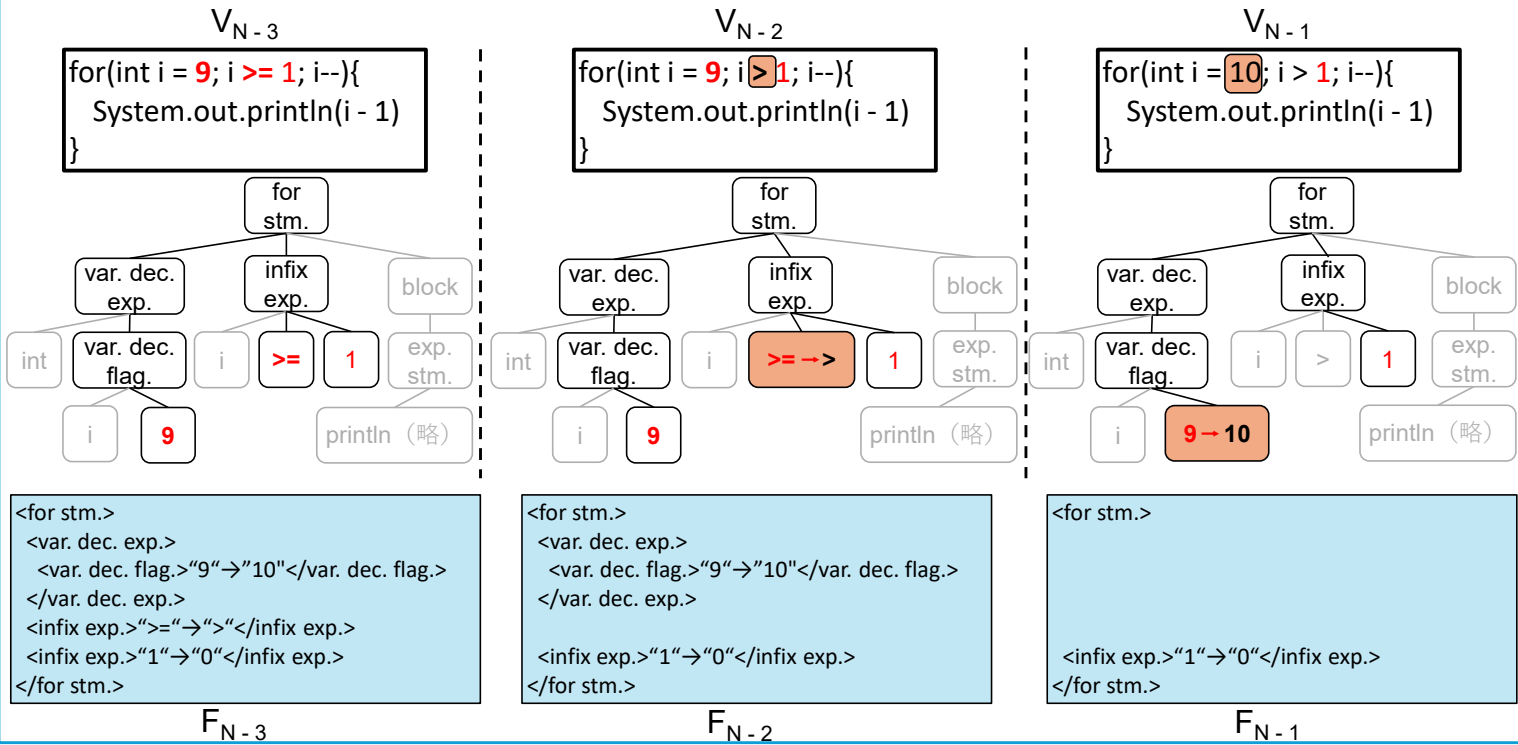 V N - 3
for(int i = 9; i >= 1; i--){
System.out.println(i - 1)
}
for
stm.
var. dec.
exp.
infix
exp.
block
int
var. dec.
flag.
i
>=
1
exp.
stm.
i
9
println（略）
<for stm.>
<var. dec. exp.>
<var. dec. flag.>“9“→”10"</var. dec. flag.>
</var. dec. exp.>
<infix exp.>“>=“→“>“</infix exp.>
<infix exp.>“1“→“0“</infix exp.>
</for stm.>
F N - 3
V N - 2
for(int i = 9; i > 1; i--){
System.out.println(i - 1)
}
for
stm.
var. dec.
exp.
infix
exp.
block
int
var. dec.
flag.
i
>= →>
1
exp.
stm.
i
9
println（略）
<for stm.>
<var. dec. exp.>
<var. dec. flag.>“9“→”10"</var. dec. flag.>
</var. dec. exp.>
<infix exp.>“1“→“0“</infix exp.>
</for stm.>
F N - 2
V N - 1
for(int i = 10; i > 1; i--){
System.out.println(i - 1)
}
for
stm.
var. dec.
exp.
infix
exp.
block
int
var. dec.
flag.
i
>
1
exp.
stm.
i
9→10
println（略）
<for stm.>
<infix exp.>“1“→“0“</infix exp.>
</for stm.>
F N - 1